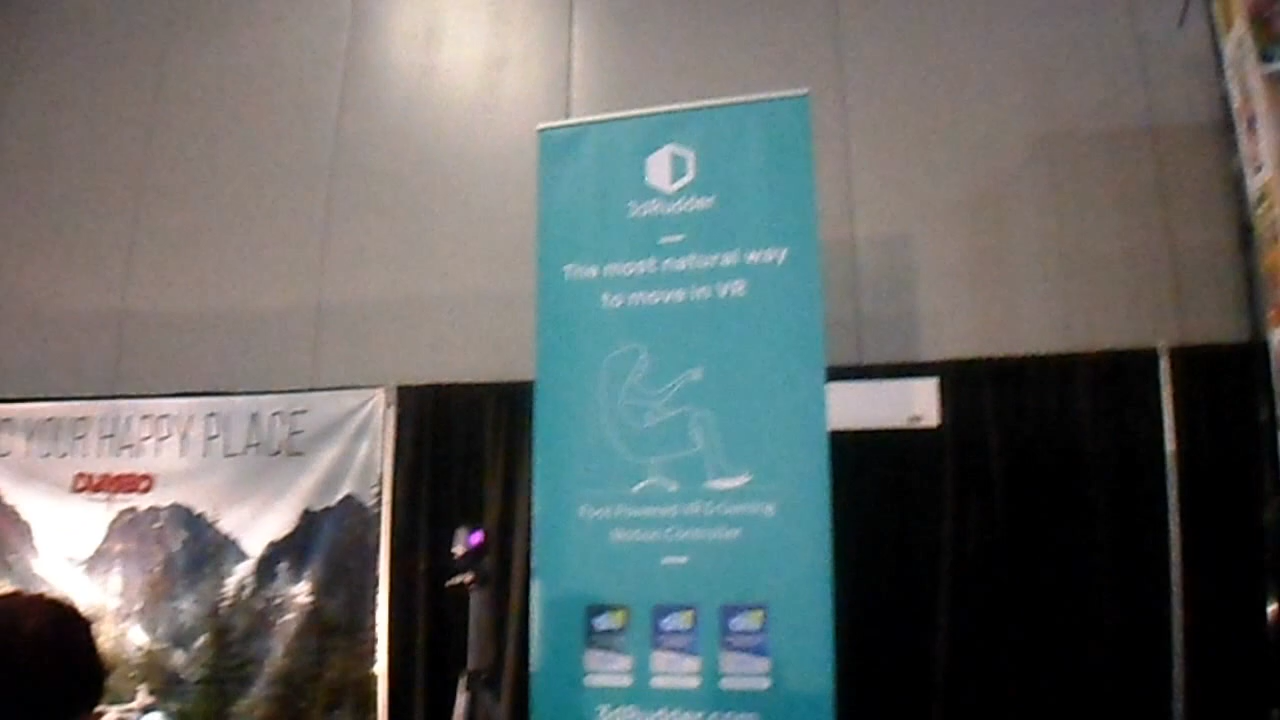 3dRudder
The most natural way
to move in VR
Foot Powered VR & Gaming
Motion Controller
3dRudder.com
YOUR HAPPY PLACE